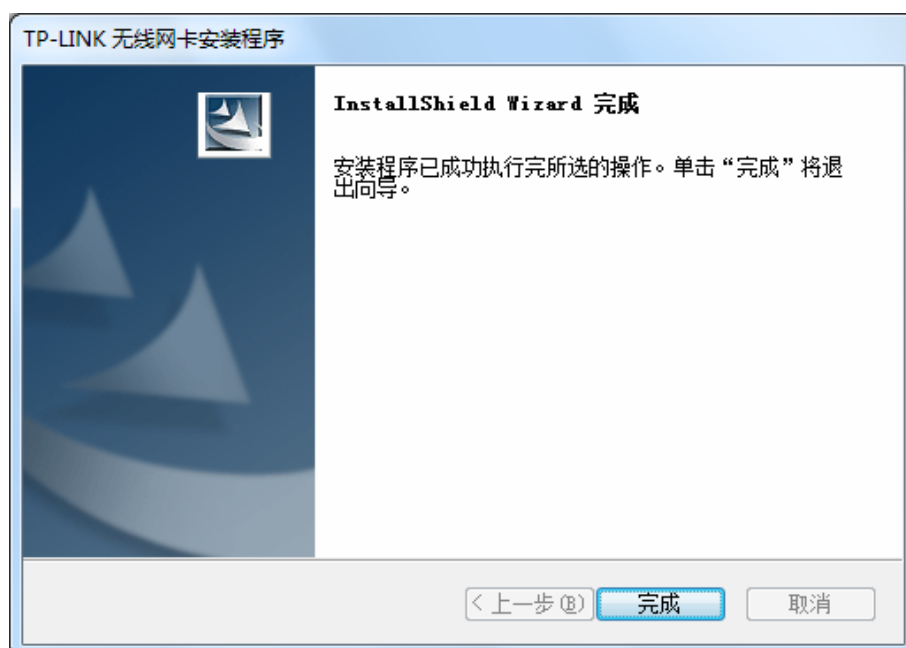 TP-LINK 无线网卡安装程序
InstallShield Wizard 完成
安装程序已成功执行完所选的操作。单击“完成”将退
出向导。
< 上一步(B)
完成
取消